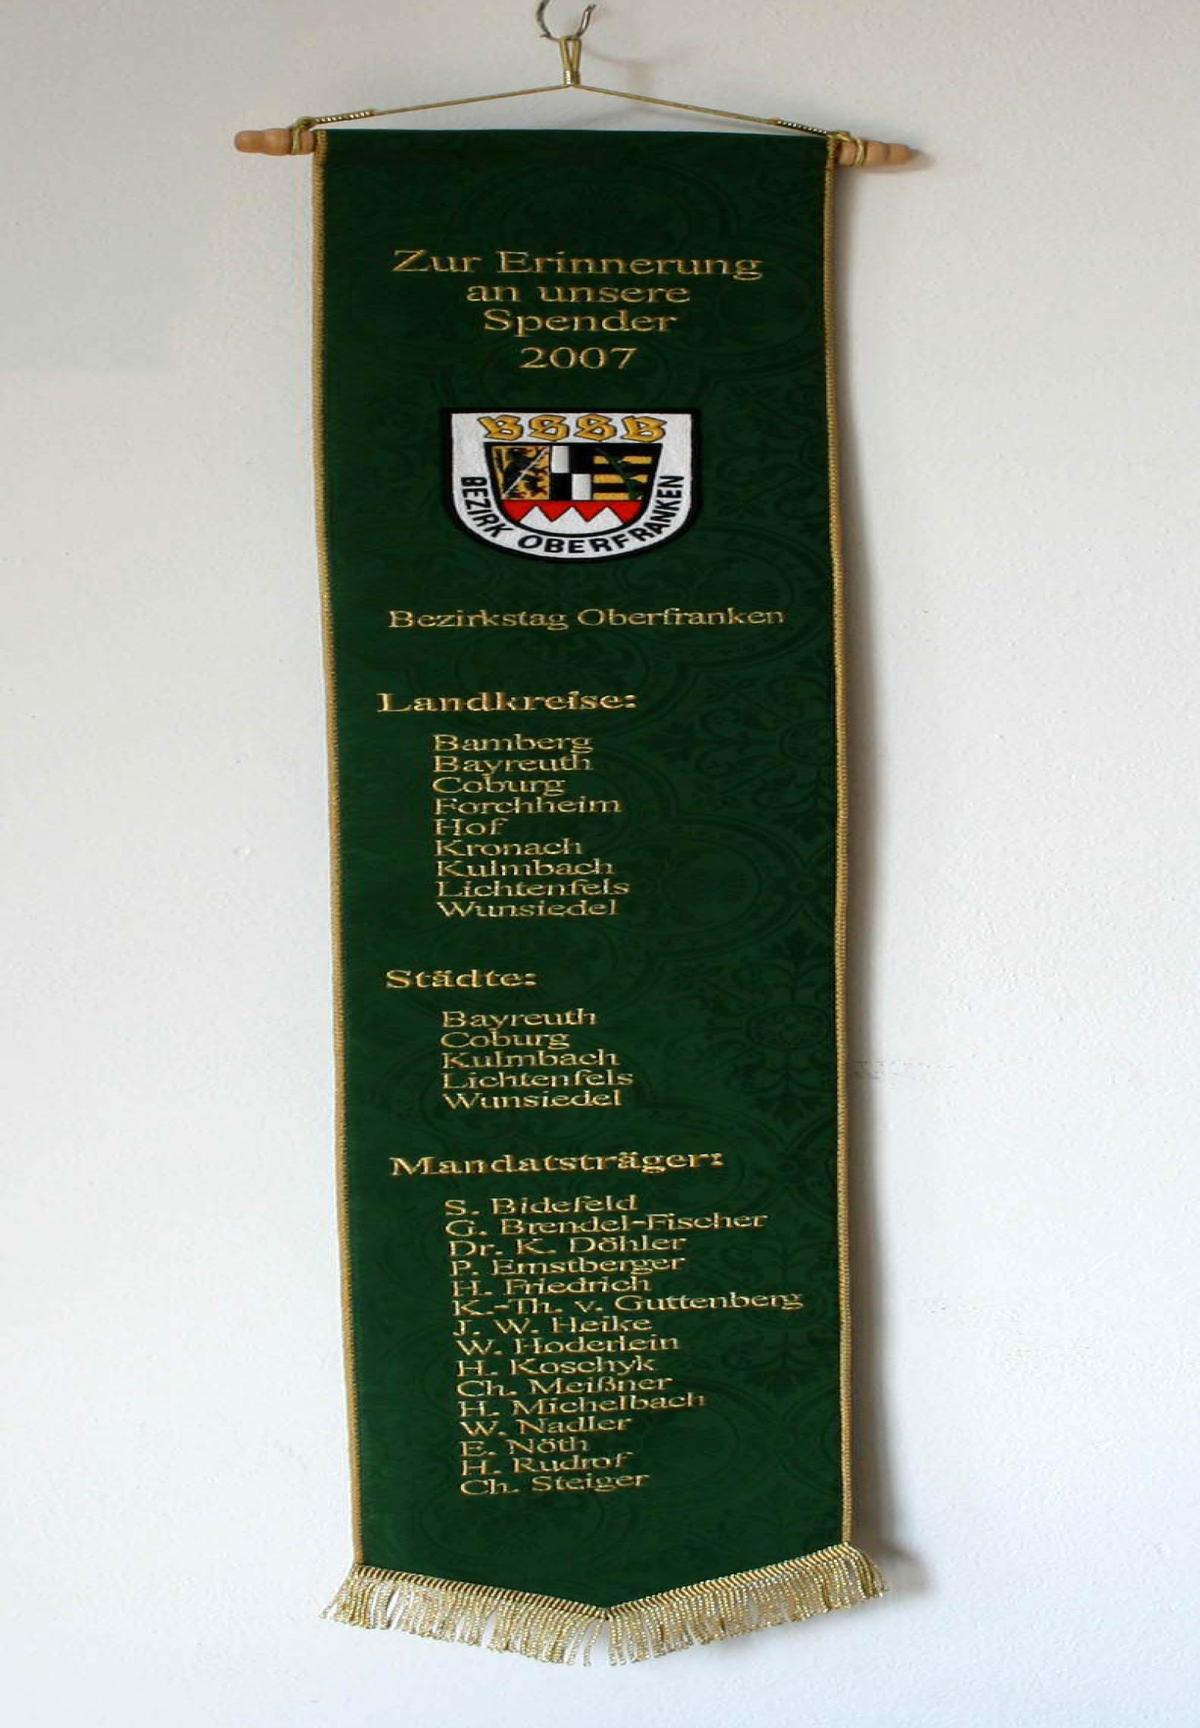 Zur Erinnerung
an unsere
Spender
2007
BSSB
BEZIRK OBERFRANKEN
Bezirkstag Oberfranken
Landkreise:
Bamberg
Bayreuth
Coburg
Forchheim
Hof
Kronach
Kulmbach
Lichtenfels
Wunsiedel
Städte:
Bayreuth
Coburg
Kulmbach
Lichtenfels
Wunsiedel
Mandatsträger:
S. Bidefeld
G. Brendel-Fischer
Dr. K. Döhler
P. Ernstberger
H. Friedrich
K.-Th. v. Guttenberg
J. W. Heike
W. Hoderlein
H. Koschyk
Ch. Meißner
H. Michelbach
W. Nadler
E. Nöth
H. Rudrof
Ch. Steiger